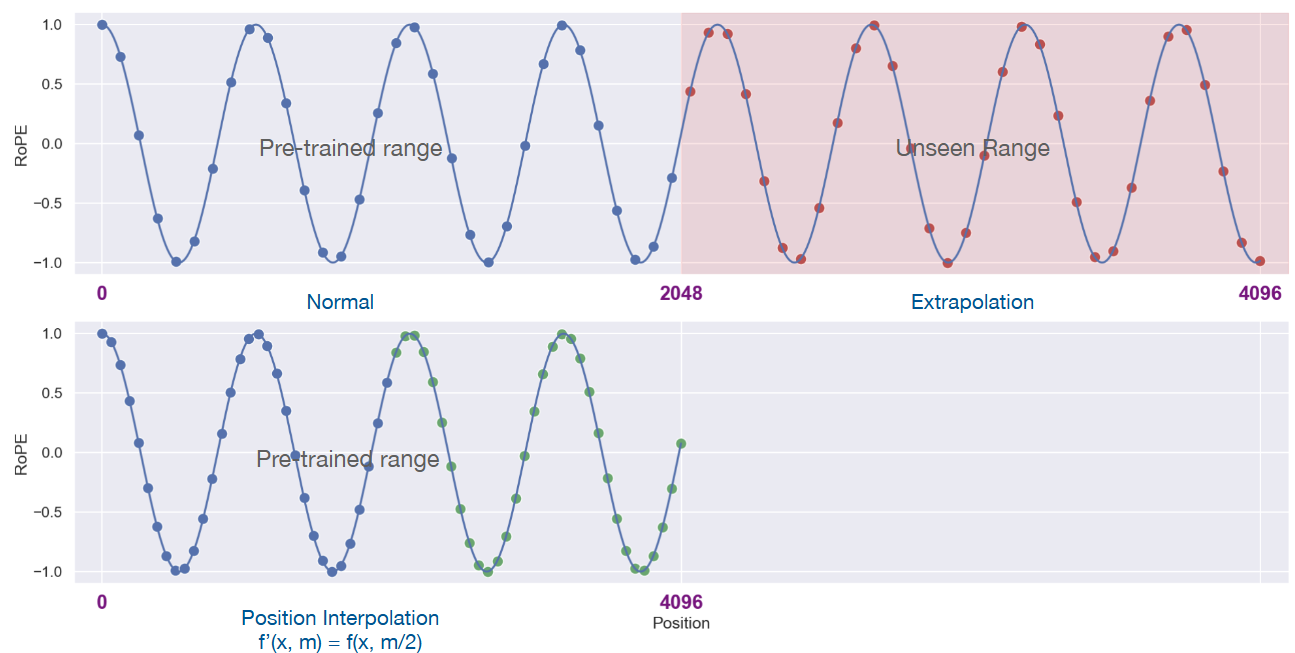 1.0
0.5
0.0
−0.5
−1.0
RoPE
Pre-trained range
Unseen Range
0
2048
4096
Normal
Extrapolation
1.0
0.5
0.0
−0.5
−1.0
RoPE
Pre-trained range
0
4096
Position
Position Interpolation
f’(x, m) = f(x, m/2)